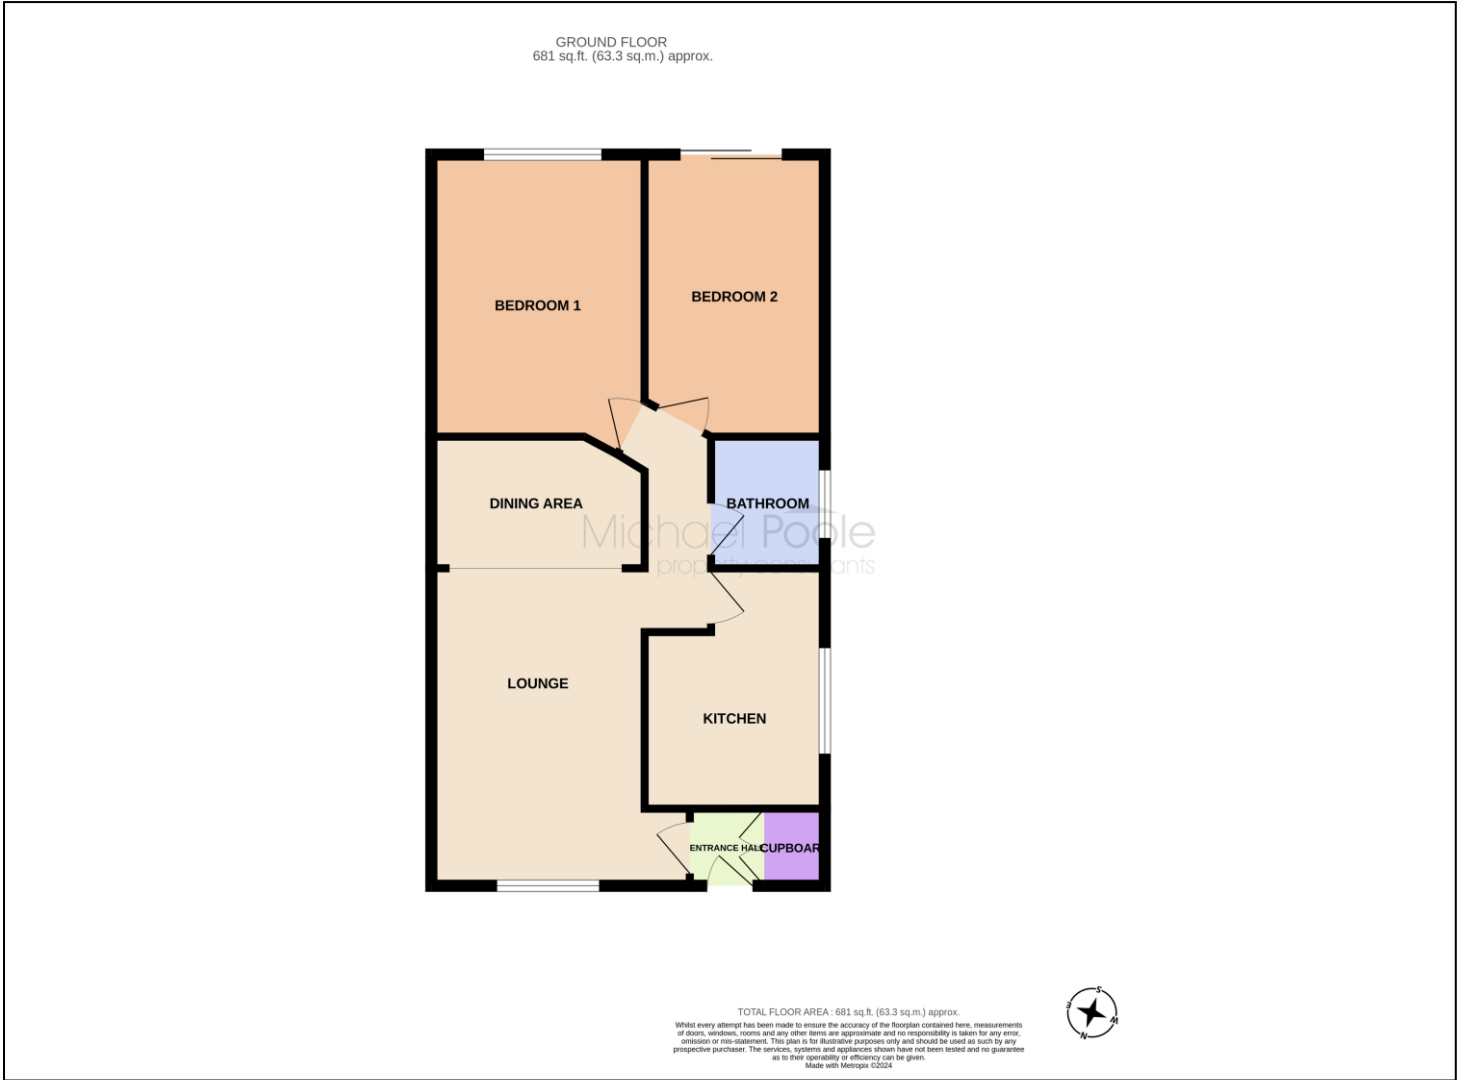 GROUND FLOOR
681 sq.ft. (63.3 sq.m.) approx.
BEDROOM 1
BEDROOM 2
DINING AREA
BATHROOM
Michael Poole
property consultants
LOUNGE
KITCHEN
ENTRANCE HALL
CUPBOAR
S
E
W
N
TOTAL FLOOR AREA : 681 sq.ft. (63.3 sq.m.) approx.
Whilst every attempt has been made to ensure the accuracy of the floorplan contained here, measurements
of doors, windows, rooms and any other items are approximate and no responsibility is taken for any error,
omission or mis-statement. This plan is for illustrative purposes only and should be used as such by any
prospective purchaser. The services, systems and appliances shown have not been tested and no guarantee
as to their operability or efficiency can be given.
Made with Metropix ©2024